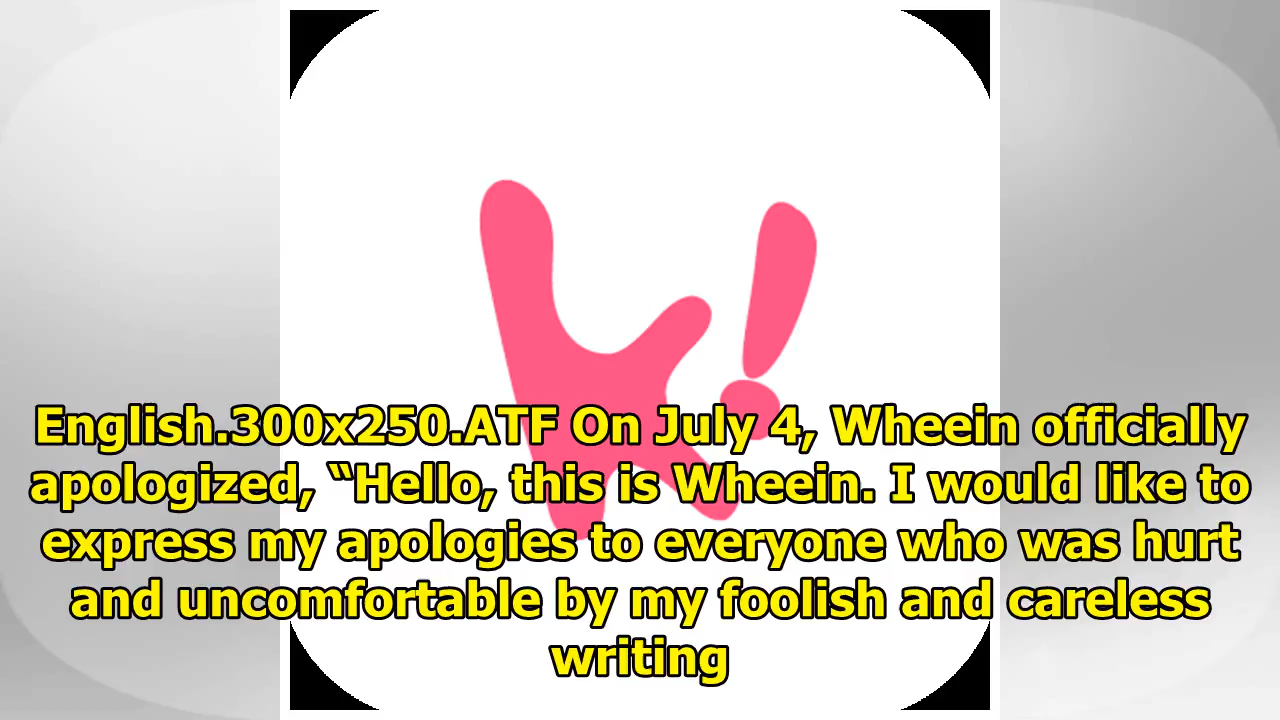 K!
English.300x250.ATF On July 4, Wheein officially
apologized, “Hello, this is Wheein. I would like to
express my apologies to everyone who was hurt
and uncomfortable by my foolish and careless
writing